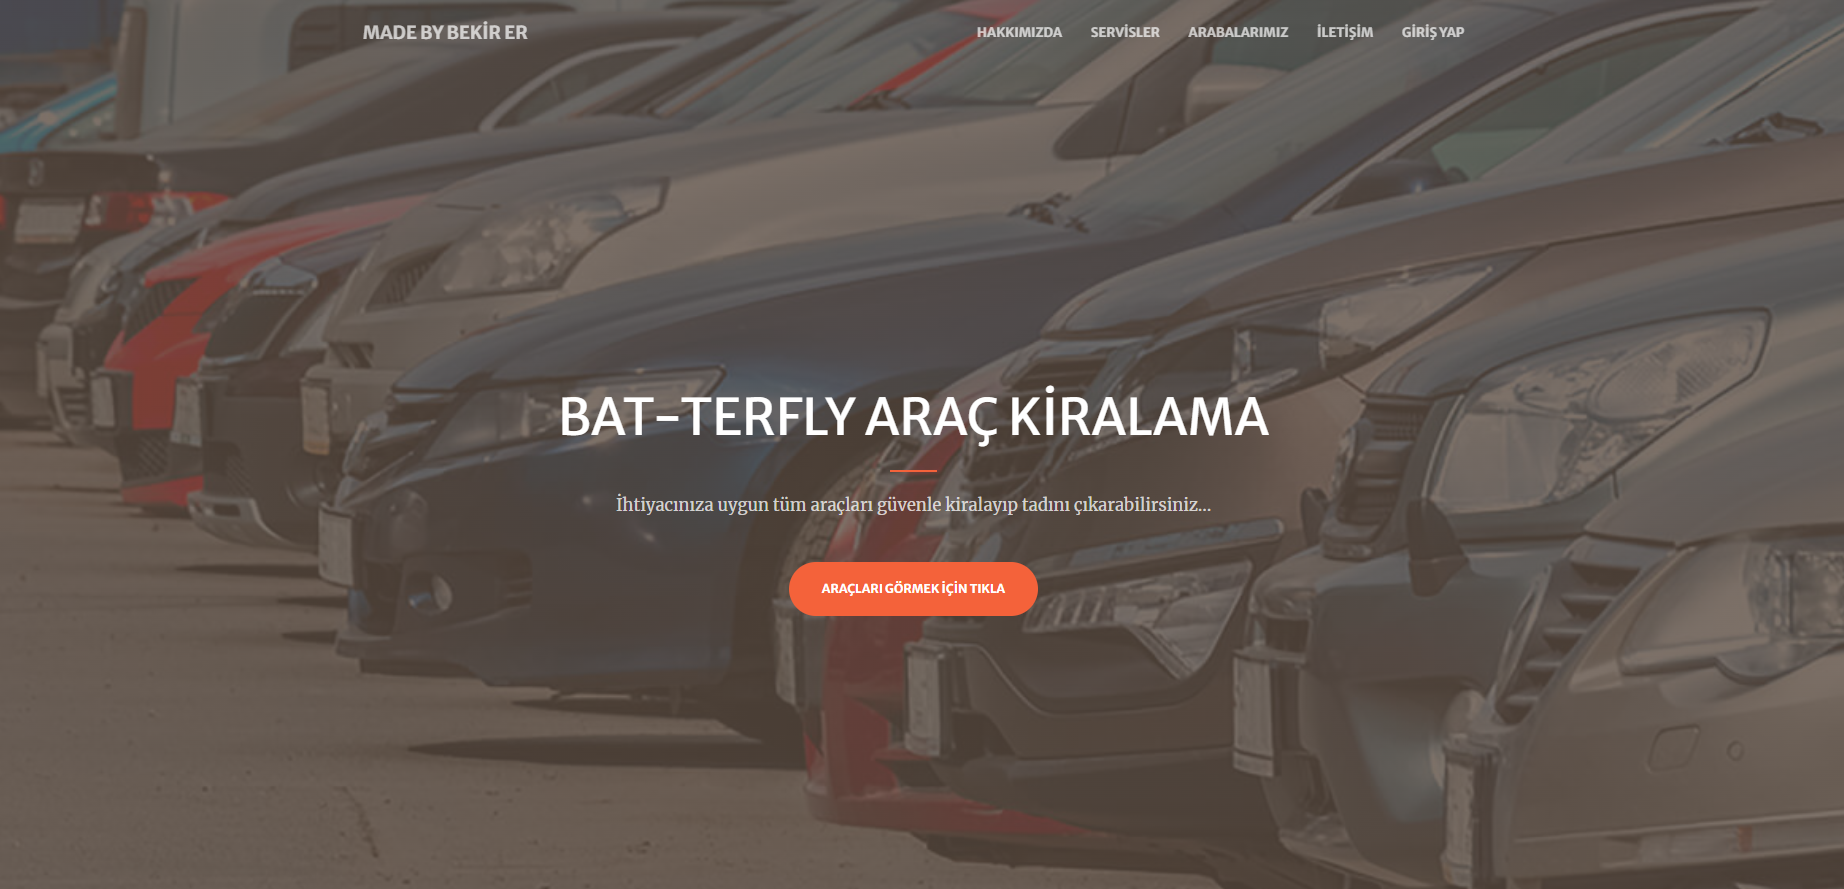 MADE BY BEKİR ER
HAKKIMIZDA SERVİSLER ARABALARIMIZ İLETİŞİM GİRİŞ YAP
BAT-TERFLY ARAÇ KİRALAMA
İhtiyacınıza uygun tüm araçları güvenle kiralayıp tadını çıkarabilirsiniz...
ARAÇLARI GÖRMEK İÇİN TIKLA